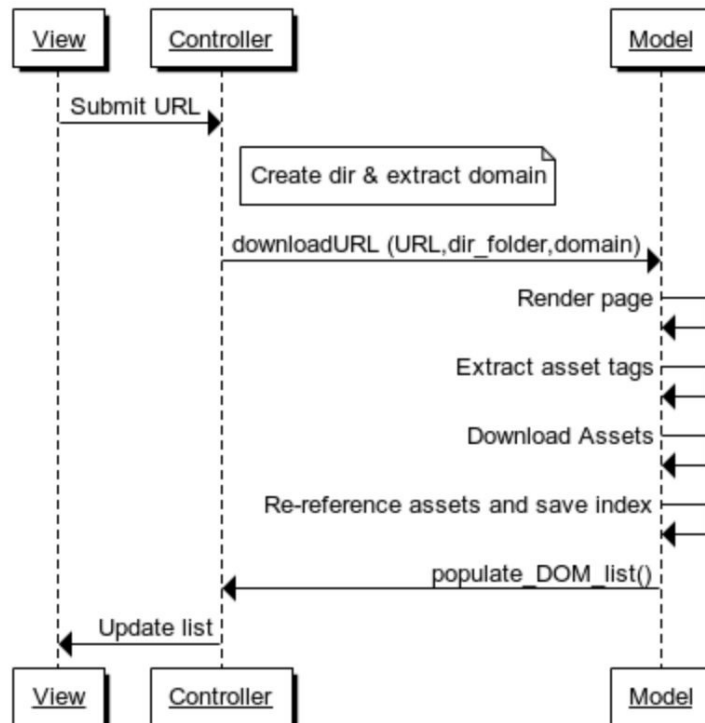 View Controller Model
Submit URL
Create dir & extract domain
downloadURL (URL,dir_folder,domain)
Render page
Extract asset tags
Download Assets
Re-reference assets and save index
populate_DOM_list()
Update list
View Controller Model